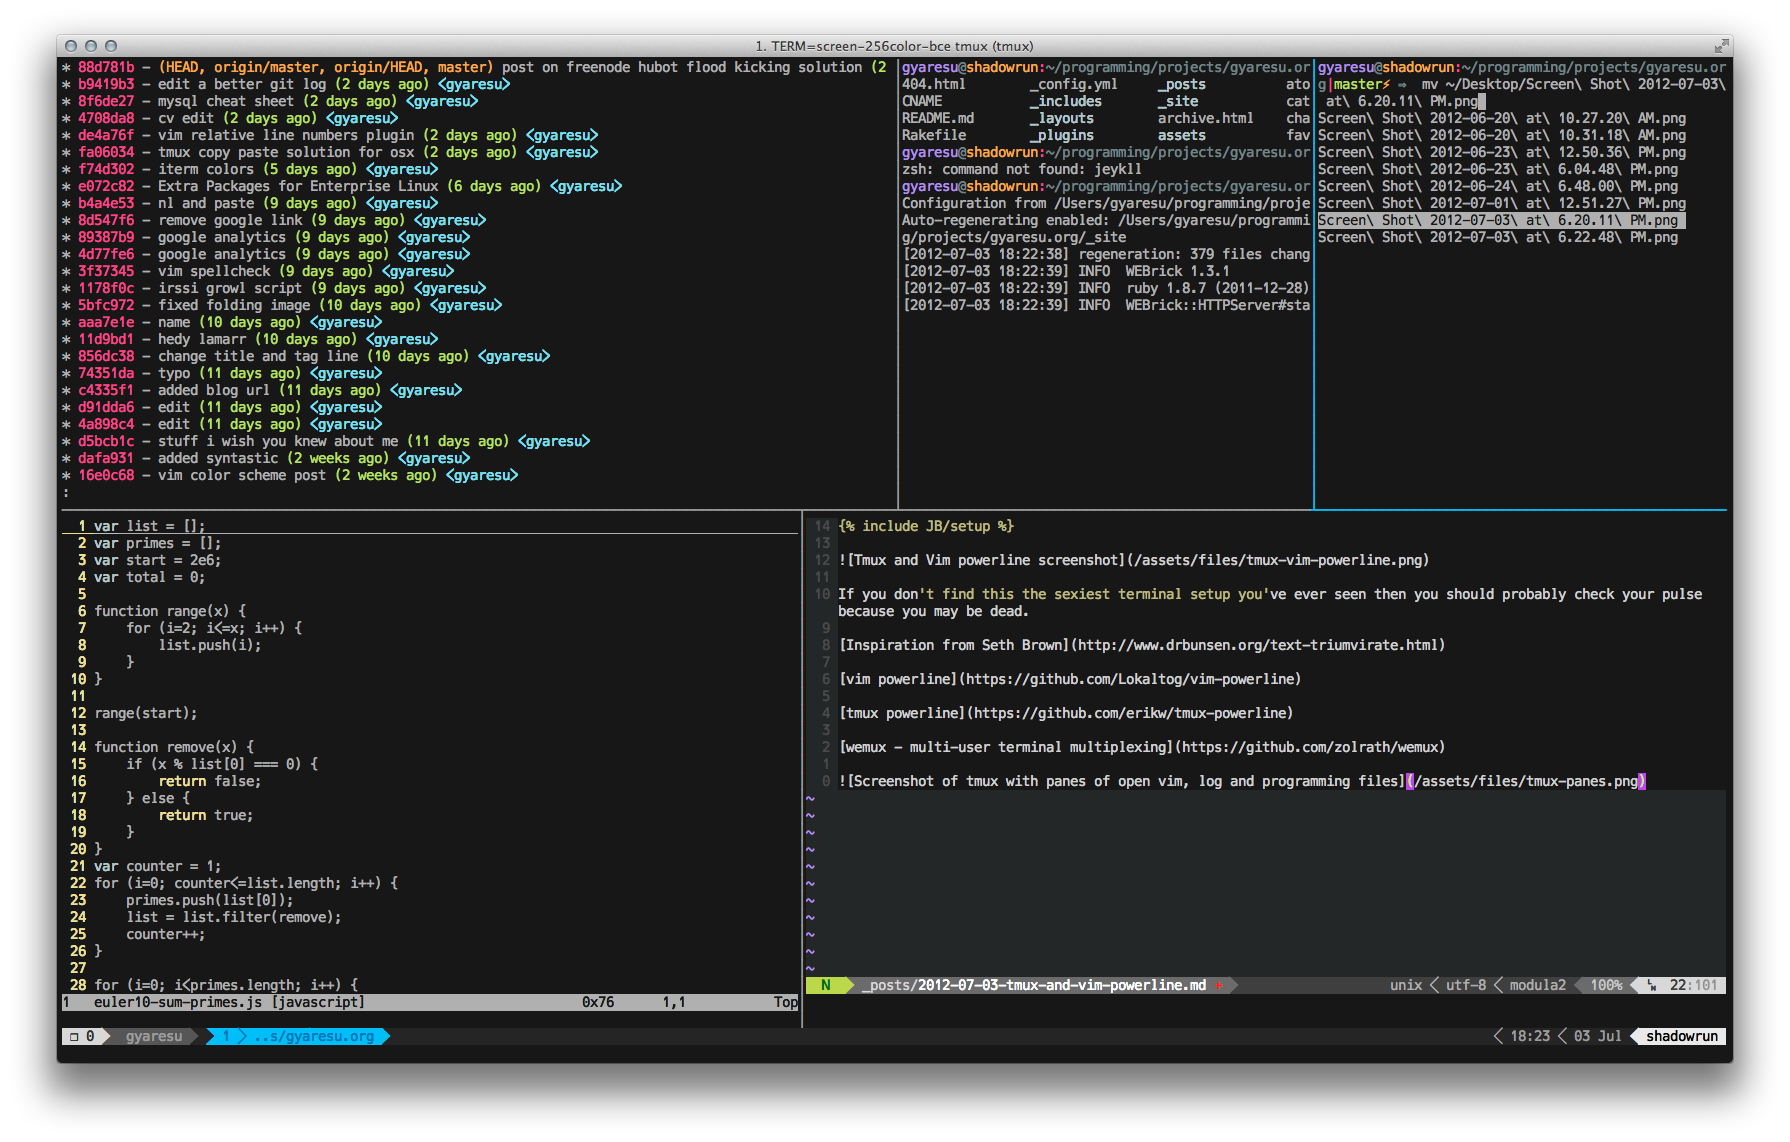 1. TERM=screen-256color-bce tmux (tmux)
* 88d781b - (HEAD, origin/master, origin/HEAD, master) post on freenode hubot flood kicking solution (2
* b9419b3 - edit a better git log (2 days ago) <gyaresu>
* 8f6de27 - mysql cheat sheet (2 days ago) <gyaresu>
* 4708da8 - cv edit (2 days ago) <gyaresu>
* de4a76f - vim relative line numbers plugin (2 days ago) <gyaresu>
* fa06034 - tmux copy paste solution for osx (2 days ago) <gyaresu>
* f74d302 - iterm colors (5 days ago) <gyaresu>
* e072c82 - Extra Packages for Enterprise Linux (6 days ago) <gyaresu>
* b4a4e53 - nl and paste (9 days ago) <gyaresu>
* 8d547f6 - remove google link (9 days ago) <gyaresu>
* 89387b9 - google analytics (9 days ago) <gyaresu>
* 4d77fe6 - google analytics (9 days ago) <gyaresu>
* 3f37345 - vim spellcheck (9 days ago) <gyaresu>
* 1178f0c - irssi growl script (9 days ago) <gyaresu>
* 5bfc972 - fixed folding image (10 days ago) <gyaresu>
* aaa7e1e - name (10 days ago) <gyaresu>
* 11d9bd1 - hedy lamarr (10 days ago) <gyaresu>
* 856dc38 - change title and tag line (10 days ago) <gyaresu>
* 74351da - typo (11 days ago) <gyaresu>
* c4335f1 - added blog url (11 days ago) <gyaresu>
* d91dda6 - edit (11 days ago) <gyaresu>
* 4a898c4 - edit (11 days ago) <gyaresu>
* d5bcb1c - stuff i wish you knew about me (11 days ago) <gyaresu>
* dafa931 - added syntastic (2 weeks ago) <gyaresu>
* 16e0c68 - vim color scheme post (2 weeks ago) <gyaresu>
:
gyaresu@shadowrun:~/programming/projects/gyaresu.or
404.html _config.yml _posts ato
CNAME _includes _site cat
README.md _layouts archive.html cha
Rakefile _plugins assets fav
gyaresu@shadowrun:~/programming/projects/gyaresu.or
zsh: command not found: jeykll
gyaresu@shadowrun:~/programming/projects/gyaresu.or
Configuration from /Users/gyaresu/programming/proje
Auto-regenerating enabled: /Users/gyaresu/programmi
g/projects/gyaresu.org/_site
[2012-07-03 18:22:38] regeneration: 379 files chang
[2012-07-03 18:22:39] INFO  WEBrick 1.3.1
[2012-07-03 18:22:39] INFO  ruby 1.8.7 (2011-12-28)
[2012-07-03 18:22:39] INFO  WEBrick::HTTPServer#sta
gyaresu@shadowrun:~/programming/projects/gyaresu.or
g|master⚡ ⇒  mv ~/Desktop/Screen\ Shot\ 2012-07-03\
at\ 6.20.11\ PM.png
Screen\ Shot\ 2012-06-20\ at\ 10.27.20\ AM.png
Screen\ Shot\ 2012-06-20\ at\ 10.31.18\ AM.png
Screen\ Shot\ 2012-06-23\ at\ 12.50.36\ PM.png
Screen\ Shot\ 2012-06-23\ at\ 6.04.48\ PM.png
Screen\ Shot\ 2012-06-24\ at\ 6.48.00\ PM.png
Screen\ Shot\ 2012-07-01\ at\ 12.51.27\ PM.png
Screen\ Shot\ 2012-07-03\ at\ 6.20.11\ PM.png
Screen\ Shot\ 2012-07-03\ at\ 6.22.48\ PM.png
1 var list = [];
2 var primes = [];
3 var start = 2e6;
4 var total = 0;
5
6 function range(x) {
7     for (i=2; i<=x; i++) {
8         list.push(i);
9     }
10 }
11
12 range(start);
13
14 function remove(x) {
15     if (x % list[0] === 0) {
16         return false;
17     } else {
18         return true;
19     }
20 }
21 var counter = 1;
22 for (i=0; counter<=list.length; i++) {
23     primes.push(list[0]);
24     list = list.filter(remove);
25     counter++;
26 }
27
28 for (i=0; i<primes.length; i++) {
1 euler10-sum-primes.js [javascript] 0x76 1,1 Top
14 {% include JB/setup %}
13
12 ![Tmux and Vim powerline screenshot](/assets/files/tmux-vim-powerline.png)
11
10 If you don't find this the sexiest terminal setup you've ever seen then you should probably check your pulse
because you may be dead.
9
8 [Inspiration from Seth Brown](http://www.drbunsen.org/text-triumvirate.html)
7
6 [vim powerline](https://github.com/Lokaltog/vim-powerline)
5
4 [tmux powerline](https://github.com/erikw/tmux-powerline)
3
2 [wemux - multi-user terminal multiplexing](https://github.com/zolrath/wemux)
1
0 ![Screenshot of tmux with panes of open vim, log and programming files](/assets/files/tmux-panes.png)
~
~
~
~
~
~
~
~
~
~
~
N _posts/2012-07-03-tmux-and-vim-powerline.md + unix utf-8 modula2 100% 22:101
0 gyaresu 1 ..s/gyaresu.org 18:23 03 Jul shadowrun